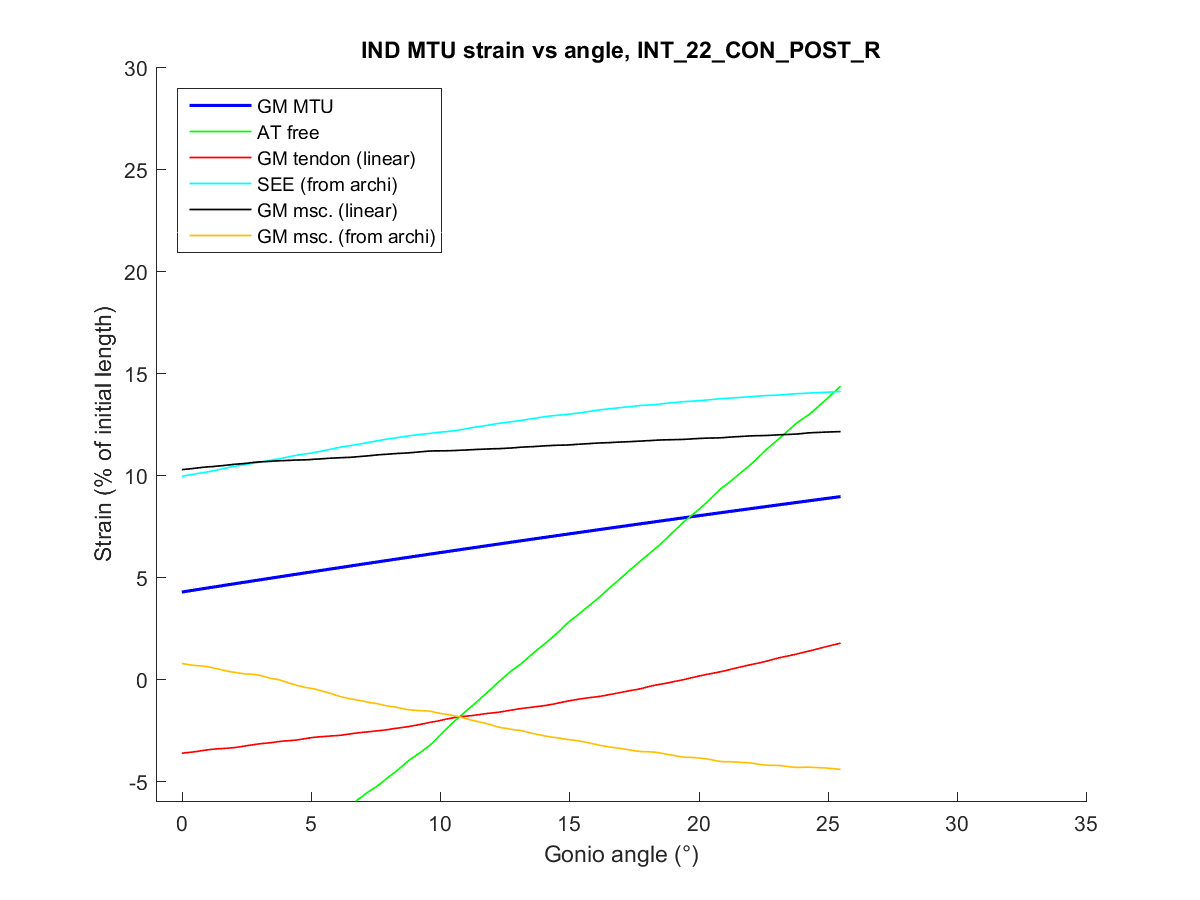 IND MTU strain vs angle, INT_22_CON_POST_R
30
25
20
15
10
5
0
-5
Strain (% of initial length)
GM MTU
AT free
GM tendon (linear)
SEE (from archi)
GM msc. (linear)
GM msc. (from archi)
0 5 10 15 20 25 30 35
Gonio angle (°)